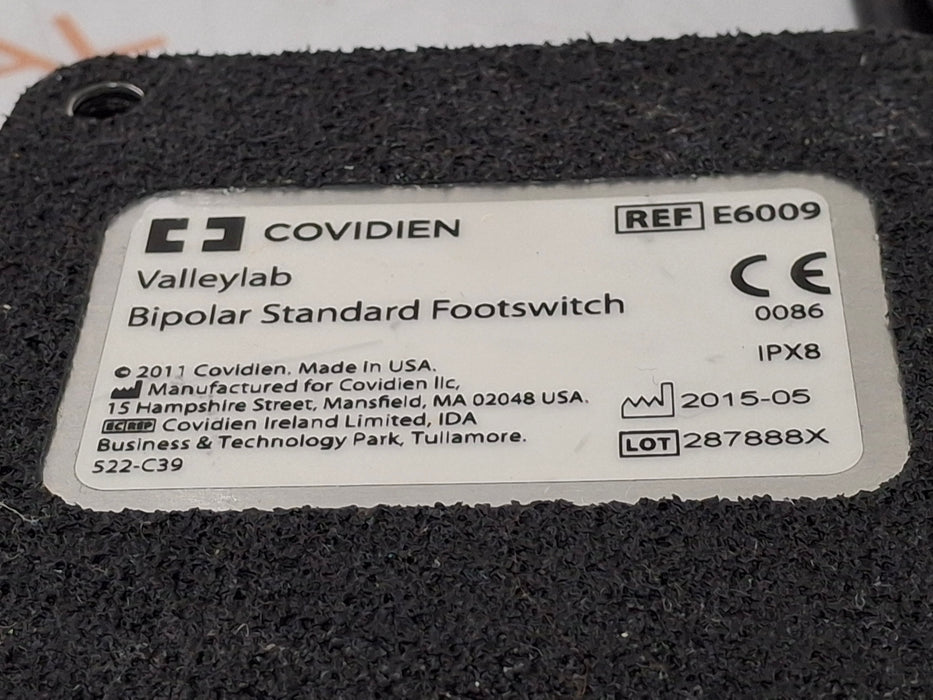 COVIDIEN
REF E6009
Valleylab
Bipolar Standard Footswitch
CE
0086
IPX8
© 2011 Covidien. Made in USA.
Manufactured for Covidien llc,
15 Hampshire Street, Mansfield, MA 02048 USA.
EC REP Covidien Ireland Limited, IDA
Business & Technology Park, Tullamore.
522-C39
2015-05
LOT 287888X